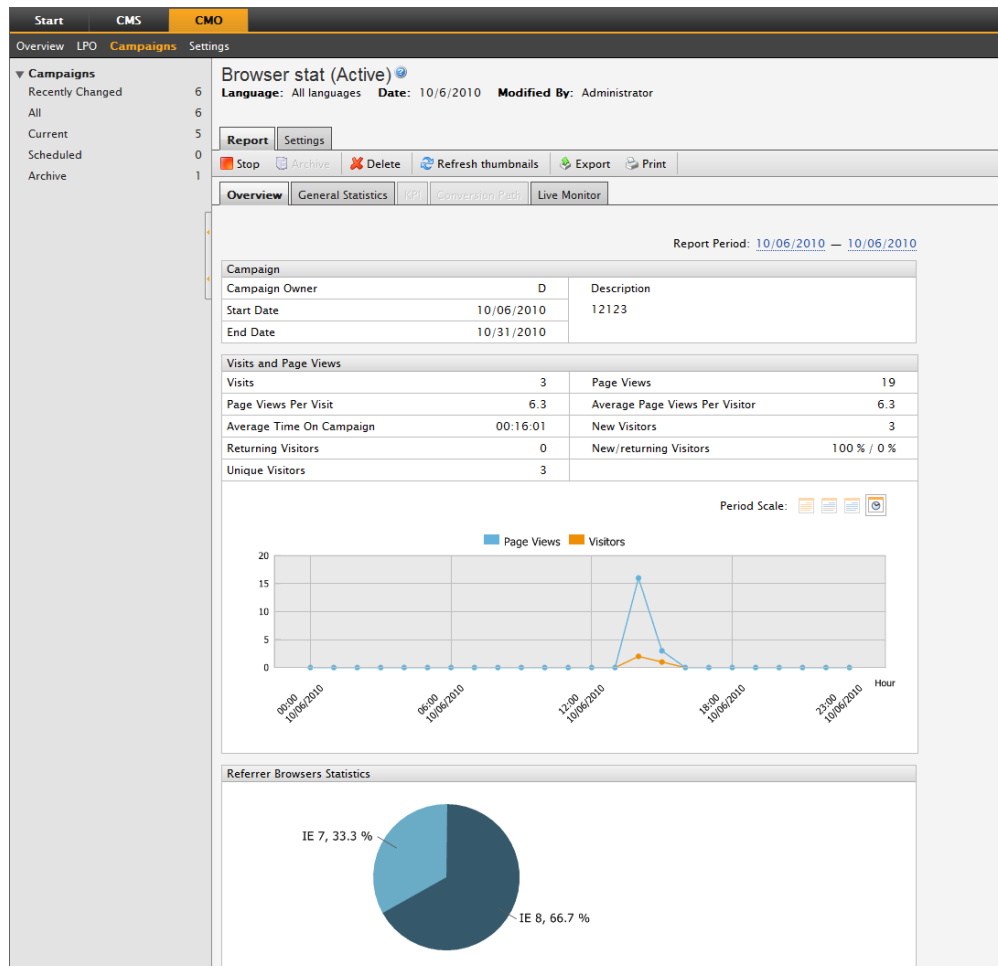 Start CMS CMO
Overview LPO Campaigns Settings
Campaigns
Recently Changed 6
All 6
Current 5
Scheduled 0
Archive 1
Browser stat (Active)
Language: All languages Date: 10/6/2010 Modified By: Administrator
Report Settings
Stop Archive Delete Refresh thumbnails Export Print
Overview General Statistics KPI Conversion Path Live Monitor
Report Period: 10/06/2010 — 10/06/2010
Campaign
Campaign Owner D Description
Start Date 10/06/2010 12123
End Date 10/31/2010
Visits and Page Views
Visits 3 Page Views 19
Page Views Per Visit 6.3 Average Page Views Per Visitor 6.3
Average Time On Campaign 00:16:01 New Visitors 3
Returning Visitors 0 New/returning Visitors 100 % / 0 %
Unique Visitors 3
Period Scale:
Page Views Visitors
20
15
10
5
0
Hour
00:00 10/06/2010
06:00 10/06/2010
12:00 10/06/2010
18:00 10/06/2010
23:00 10/06/2010
Referrer Browsers Statistics
IE 7, 33.3 %
IE 8, 66.7 %